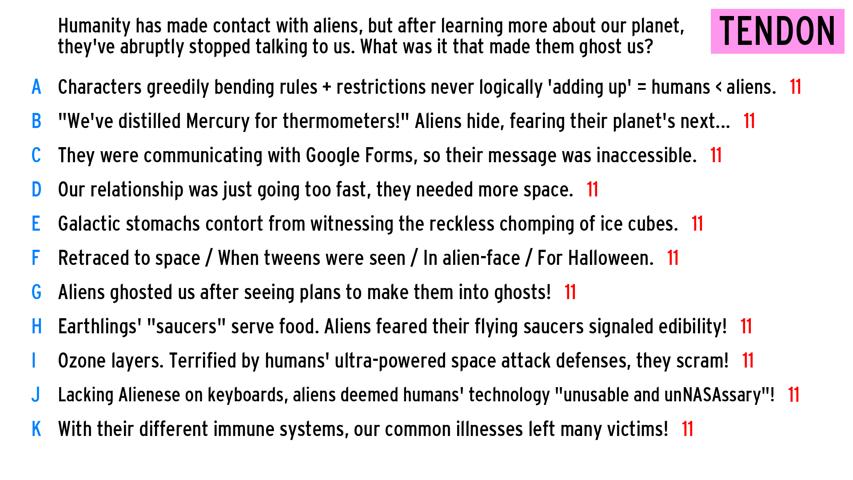 Humanity has made contact with aliens, but after learning more about our planet,
they've abruptly stopped talking to us. What was it that made them ghost us?
TENDON
A Characters greedily bending rules + restrictions never logically 'adding up' = humans < aliens. 11
B "We've distilled Mercury for thermometers!" Aliens hide, fearing their planet's next... 11
C They were communicating with Google Forms, so their message was inaccessible. 11
D Our relationship was just going too fast, they needed more space. 11
E Galactic stomachs contort from witnessing the reckless chomping of ice cubes. 11
F Retraced to space / When tweens were seen / In alien-face / For Halloween. 11
G Aliens ghosted us after seeing plans to make them into ghosts! 11
H Earthlings' "saucers" serve food. Aliens feared their flying saucers signaled edibility! 11
I Ozone layers. Terrified by humans' ultra-powered space attack defenses, they scram! 11
J Lacking Alienese on keyboards, aliens deemed humans' technology "unusable and unNASAssary"! 11
K With their different immune systems, our common illnesses left many victims! 11